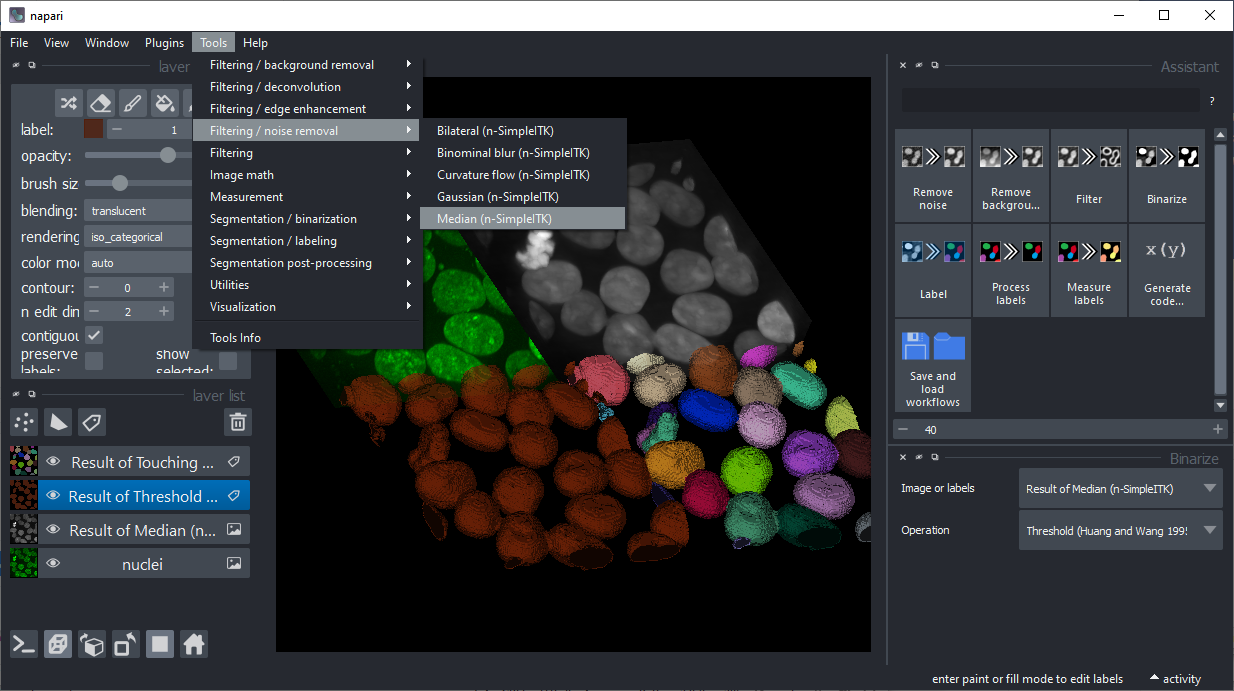 napari
File View Window Plugins Tools Help
layer
label: 1
opacity:
brush siz
blending: translucent
rendering iso_categorical
color mod auto
contour: 0
n edit din 2
contiguou
preserve
labels:
show
selected:
Filtering / background removal
Filtering / deconvolution
Filtering / edge enhancement
Filtering / noise removal
Filtering
Image math
Measurement
Segmentation / binarization
Segmentation / labeling
Segmentation post-processing
Utilities
Visualization
Tools Info
Bilateral (n-SimpleITK)
Binominal blur (n-SimpleITK)
Curvature flow (n-SimpleITK)
Gaussian (n-SimpleITK)
Median (n-SimpleITK)
layer list
Result of Touching ...
Result of Threshold ...
Result of Median (n...
nuclei
Assistant
?
Remove
noise
Remove
backgrou...
Filter
Binarize
Label
Process
labels
Measure
labels
x(y)
Generate
code...
Save and
load
workflows
40
Binarize
Image or labels
Result of Median (n-SimpleITK)
Operation
Threshold (Huang and Wang 199!
enter paint or fill mode to edit labels
activity